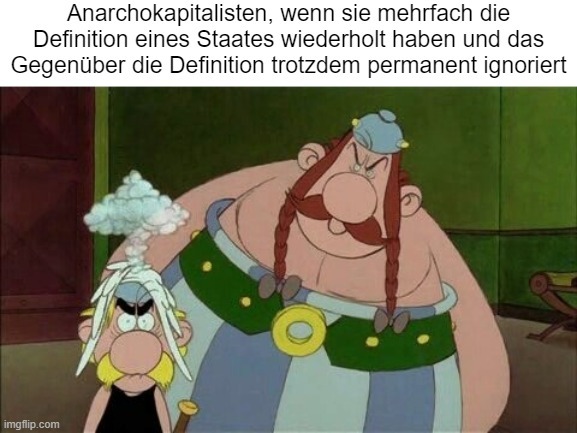 Anarchokapitalisten, wenn sie mehrfach die
Definition eines Staates wiederholt haben und das
Gegenüber die Definition trotzdem permanent ignoriert
imgflip.com